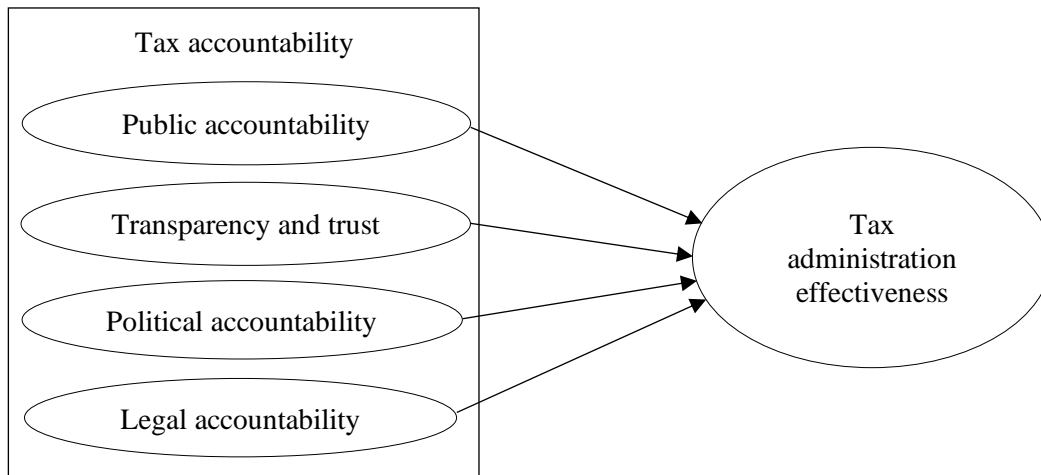 Tax accountability
Public accountability
Transparency and trust
Political accountability
Legal accountability
Tax
administration
effectiveness